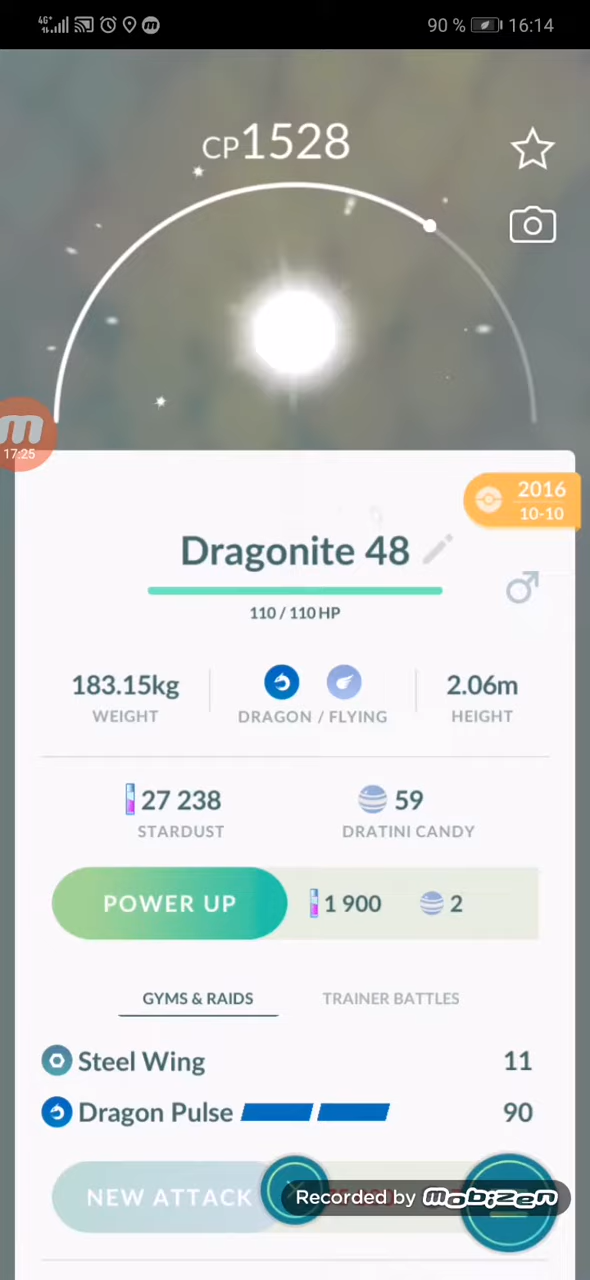 4G+ 90 % 16:14
CP1528
17:25
2016
10-10
Dragonite 48
110 / 110 HP
183.15kg
WEIGHT
DRAGON / FLYING
2.06m
HEIGHT
27 238
STARDUST
59
DRATINI CANDY
POWER UP 1 900 2
GYMS & RAIDS TRAINER BATTLES
Steel Wing 11
Dragon Pulse 90
NEW ATTACK
Recorded by mobizen